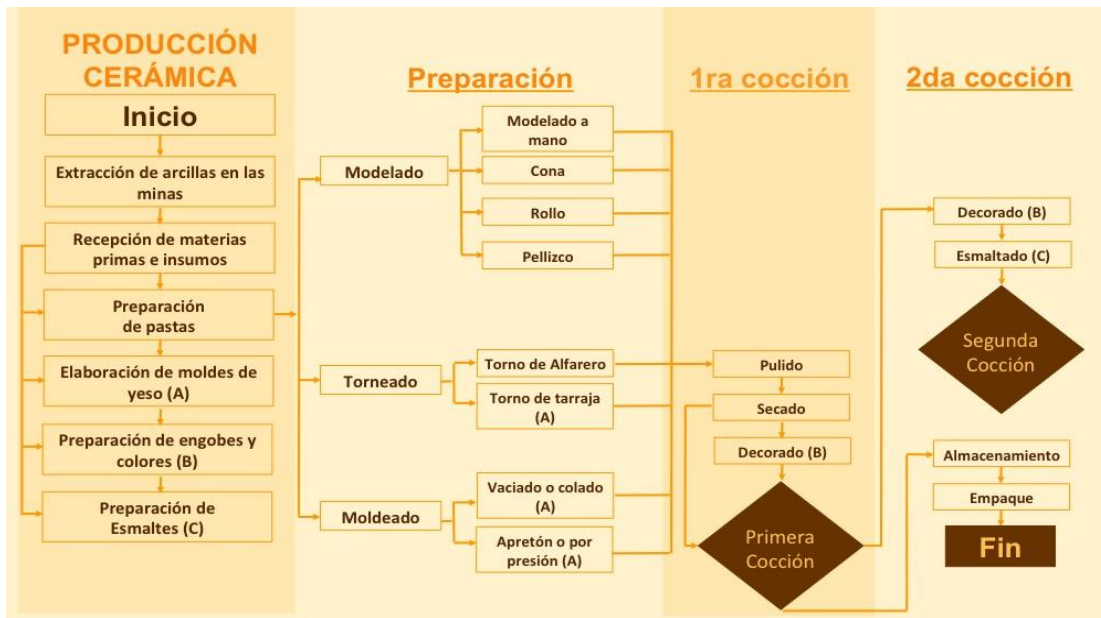 PRODUCCIÓN
CERÁMICA
Inicio
Extracción de arcillas en las
minas
Recepción de materias
primas e insumos
Preparación
de pastas
Elaboración de moldes de
yeso (A)
Preparación de engobes y
colores (B)
Preparación de
Esmaltes (C)
Preparación
Modelado
Modelado a
mano
Cona
Rollo
Pellizco
Torneado
Torno de Alfarero
Torno de tarraja
(A)
Moldeado
Vaciado o colado
(A)
Apretón o por
presión (A)
1ra cocción
Pulido
Secado
Decorado (B)
Primera
Cocción
2da cocción
Decorado (B)
Esmaltado (C)
Segunda
Cocción
Almacenamiento
Empaque
Fin